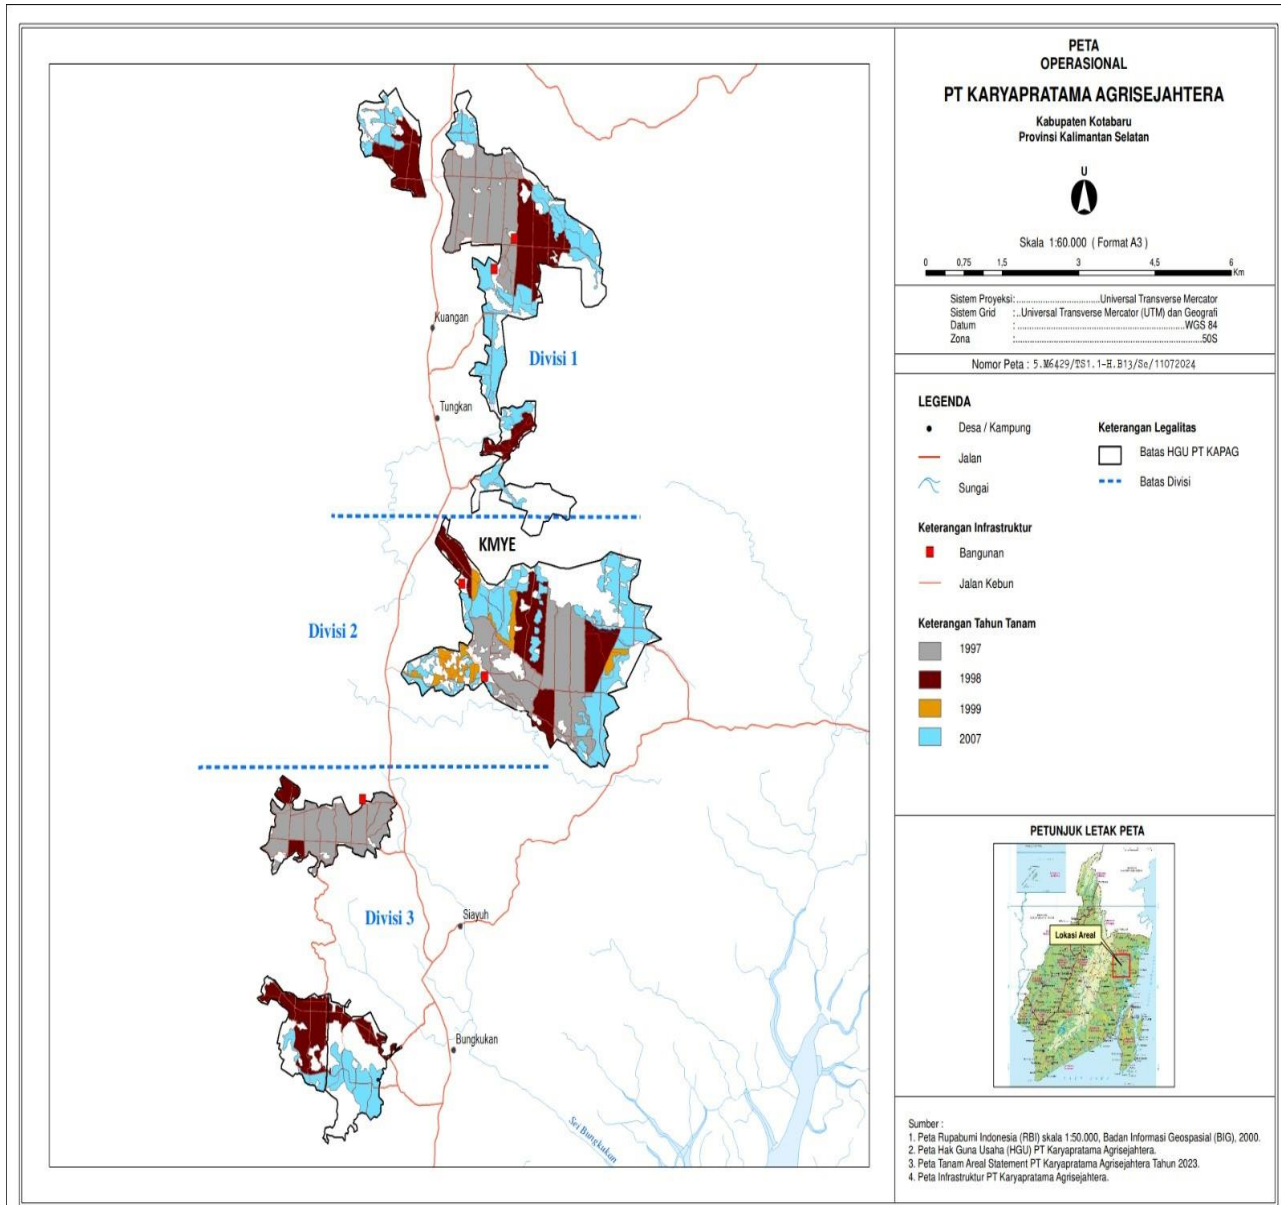 PETA
OPERASIONAL
PT KARYAPRATAMA AGRISEJAHTERA
Kabupaten Kotabaru
Provinsi Kalimantan Selatan
U
Skala 1:60.000 ( Format A3 )
0 0,75 1,5 3 4,5 6
Km
Sistem Proyeksi:................................Universal Transverse Mercator
Sistem Grid :..Universal Transverse Mercator (UTM) dan Geografi
Datum :................................WGS 84
Zona :................................50S
Nomor Peta : 5.M6429/TS1.1-H.B13/Se/11072024
LEGENDA
Desa / Kampung
Jalan
Sungai
Keterangan Legalitas
Batas HGU PT KAPAG
Batas Divisi
Keterangan Infrastruktur
Bangunan
Jalan Kebun
Keterangan Tahun Tanam
1997
1998
1999
2007
PETUNJUK LETAK PETA
Lokasi Areal
Sumber :
1. Peta Rupabumi Indonesia (RBI) skala 1:50.000, Badan Informasi Geospasial (BIG), 2000.
2. Peta Hak Guna Usaha (HGU) PT Karyapratama Agrisejahtera.
3. Peta Tanam Areal Statement PT Karyapratama Agrisejahtera Tahun 2023.
4. Peta Infrastruktur PT Karyapratama Agrisejahtera.
Kuangan
Divisi 1
Tungkan
KMYE
Divisi 2
Divisi 3
Siayuh
Bungkukan
Sei Bungkukan